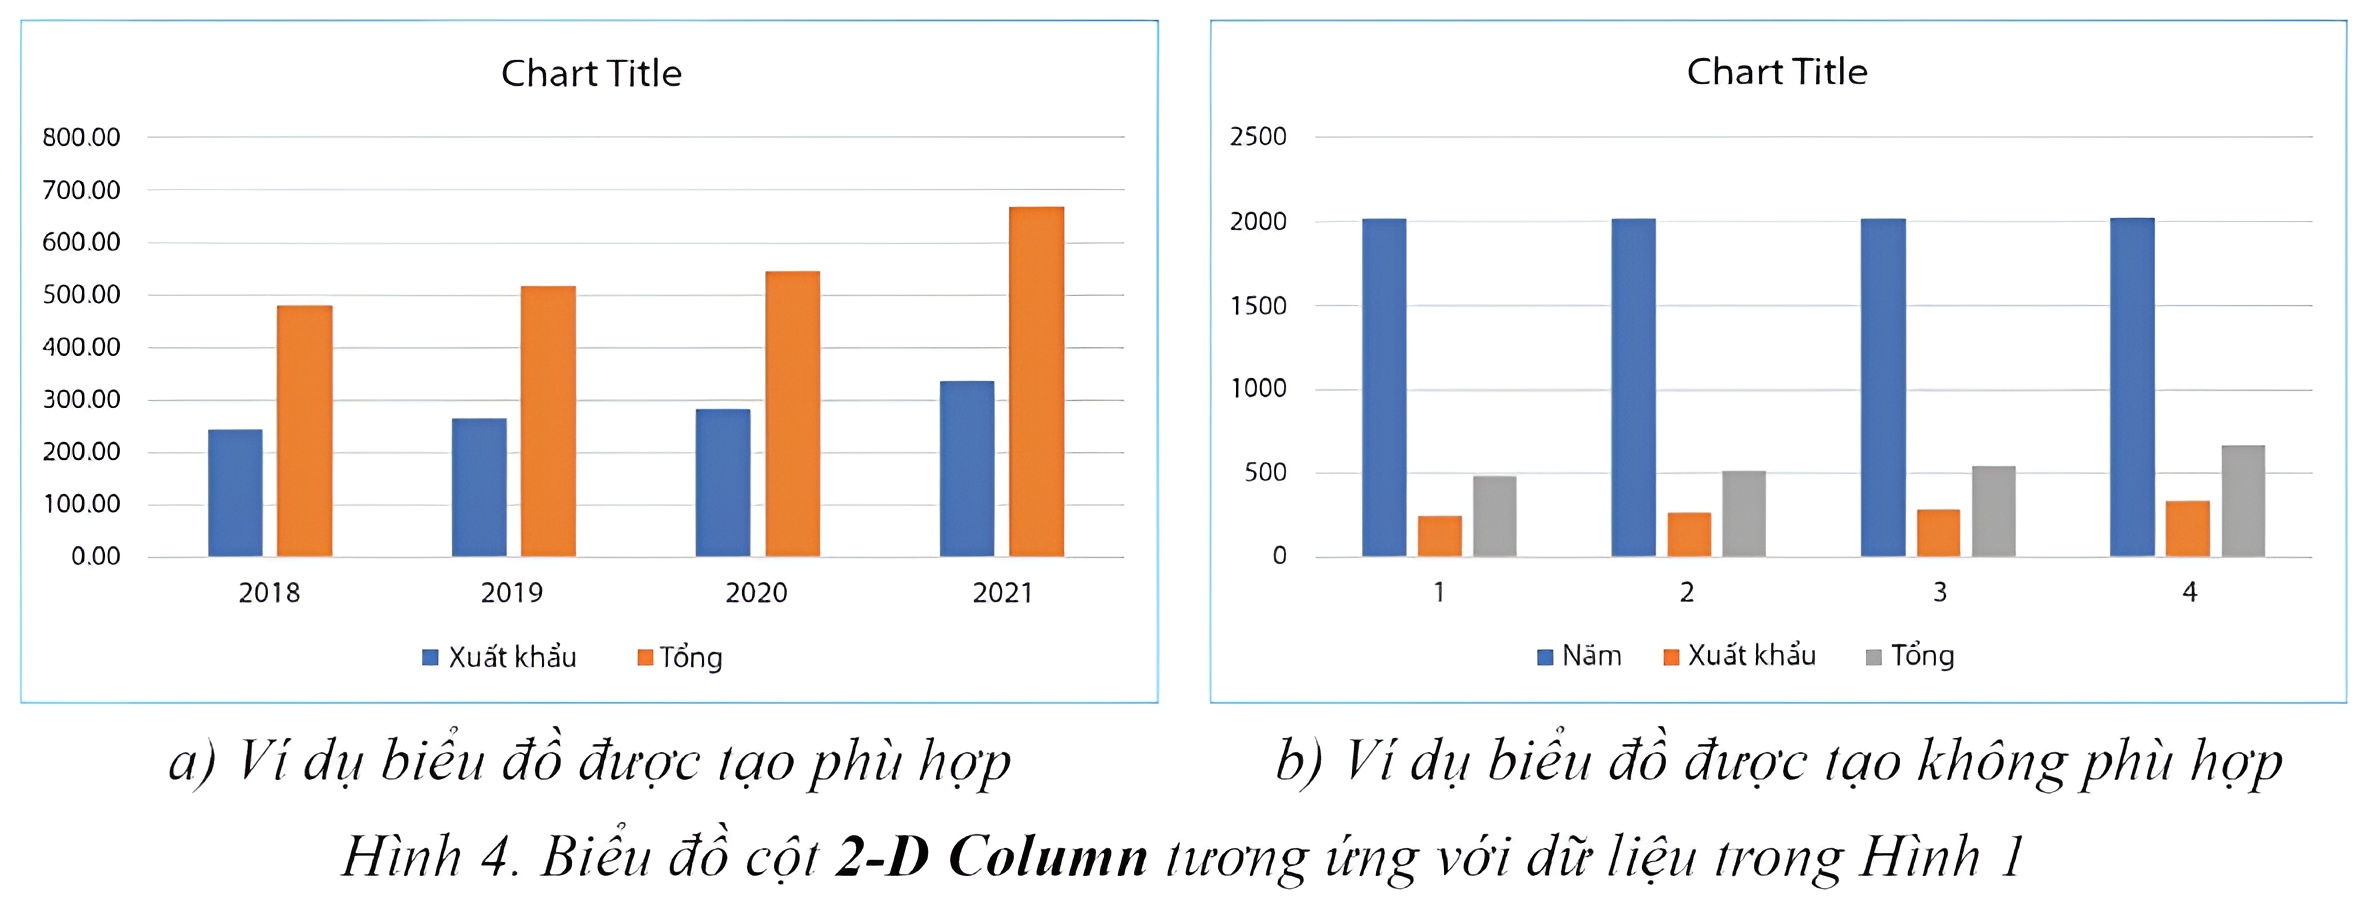 Chart Title
800.00
700.00
600.00
500.00
400.00
300.00
200.00
100.00
0.00
2018 2019 2020 2021
Xuất khẩu Tổng
a) Ví dụ biểu đồ được tạo phù hợp
Chart Title
2500
2000
1500
1000
500
0
1 2 3 4
Năm Xuất khẩu Tổng
b) Ví dụ biểu đồ được tạo không phù hợp
Hình 4. Biểu đồ cột 2-D Column tương ứng với dữ liệu trong Hình 1